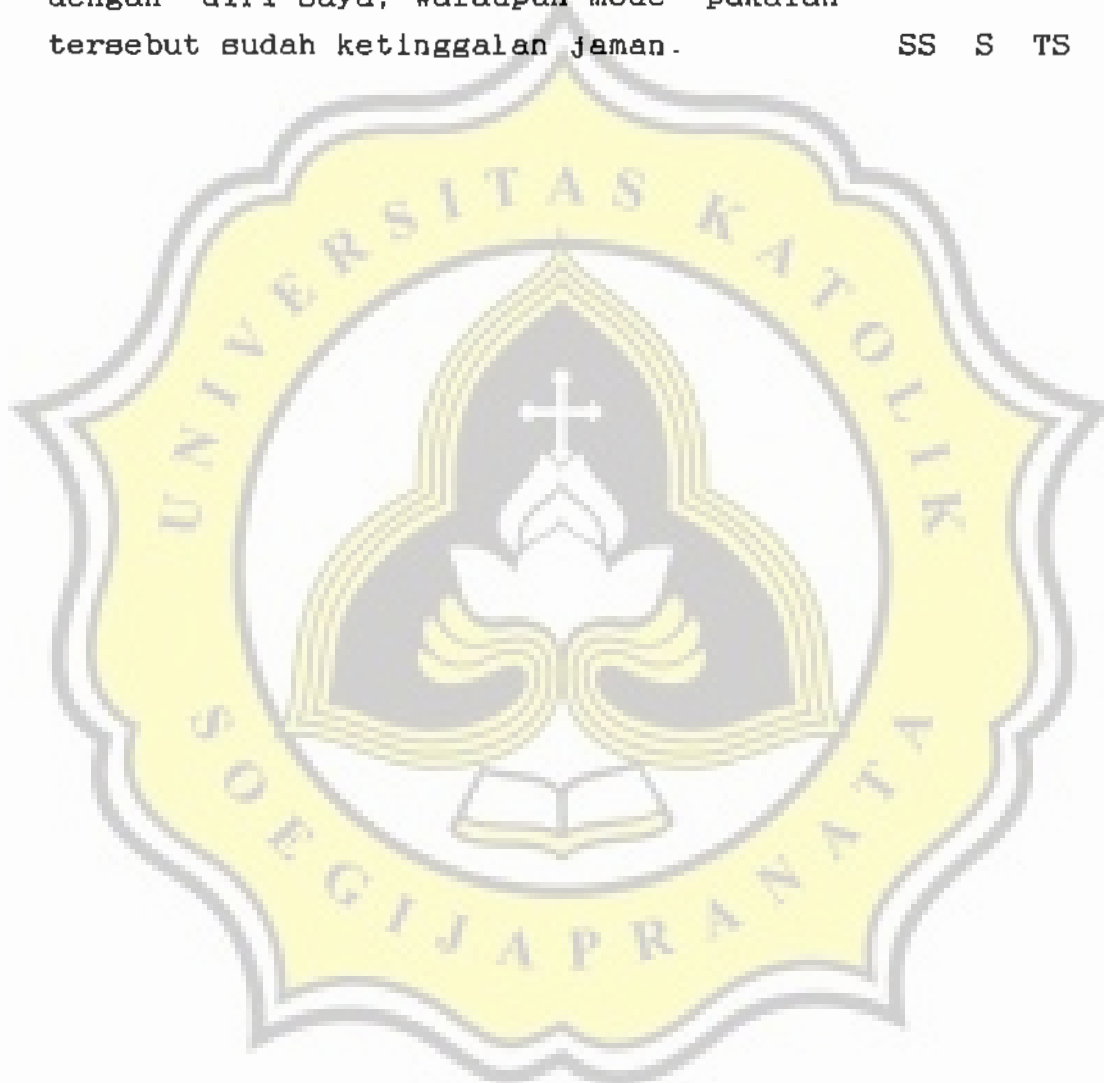 dengan diri saya, walaupun mode pakaian
tersebut sudah ketinggalan jaman. SS S TS
UNIVERSITAS KATOLIK
SOEGIJAPRANATA